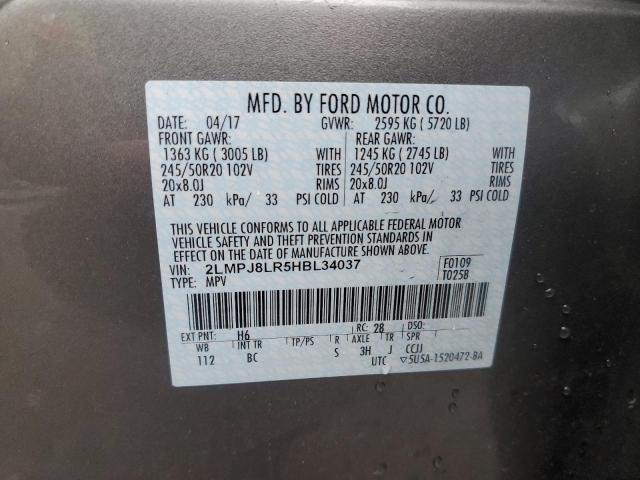 MFD. BY FORD MOTOR CO.
DATE: 04/17 GVWR: 2595 KG ( 5720 LB)
FRONT GAWR: REAR GAWR:
1363 KG ( 3005 LB) WITH 1245 KG ( 2745 LB) WITH
245/50R20 102V TIRES 245/50R20 102V TIRES
20x8.0J RIMS 20x8.0J RIMS
AT 230 kPa/ 33 PSI COLD AT 230 kPa/ 33 PSI COLD
THIS VEHICLE CONFORMS TO ALL APPLICABLE FEDERAL MOTOR
VEHICLE SAFETY AND THEFT PREVENTION STANDARDS IN
EFFECT ON THE DATE OF MANUFACTURE SHOWN ABOVE.
VIN: 2LMPJ8LR5HBL34037 F0109
TYPE: MPV T0258
EXT PNT: H6 RC: 28 DSO:
WB INT TR TP/PS R AXLE TR SPR
112 BC S 3H J CCJJ
UTC ▽5U5A-1520472-BA